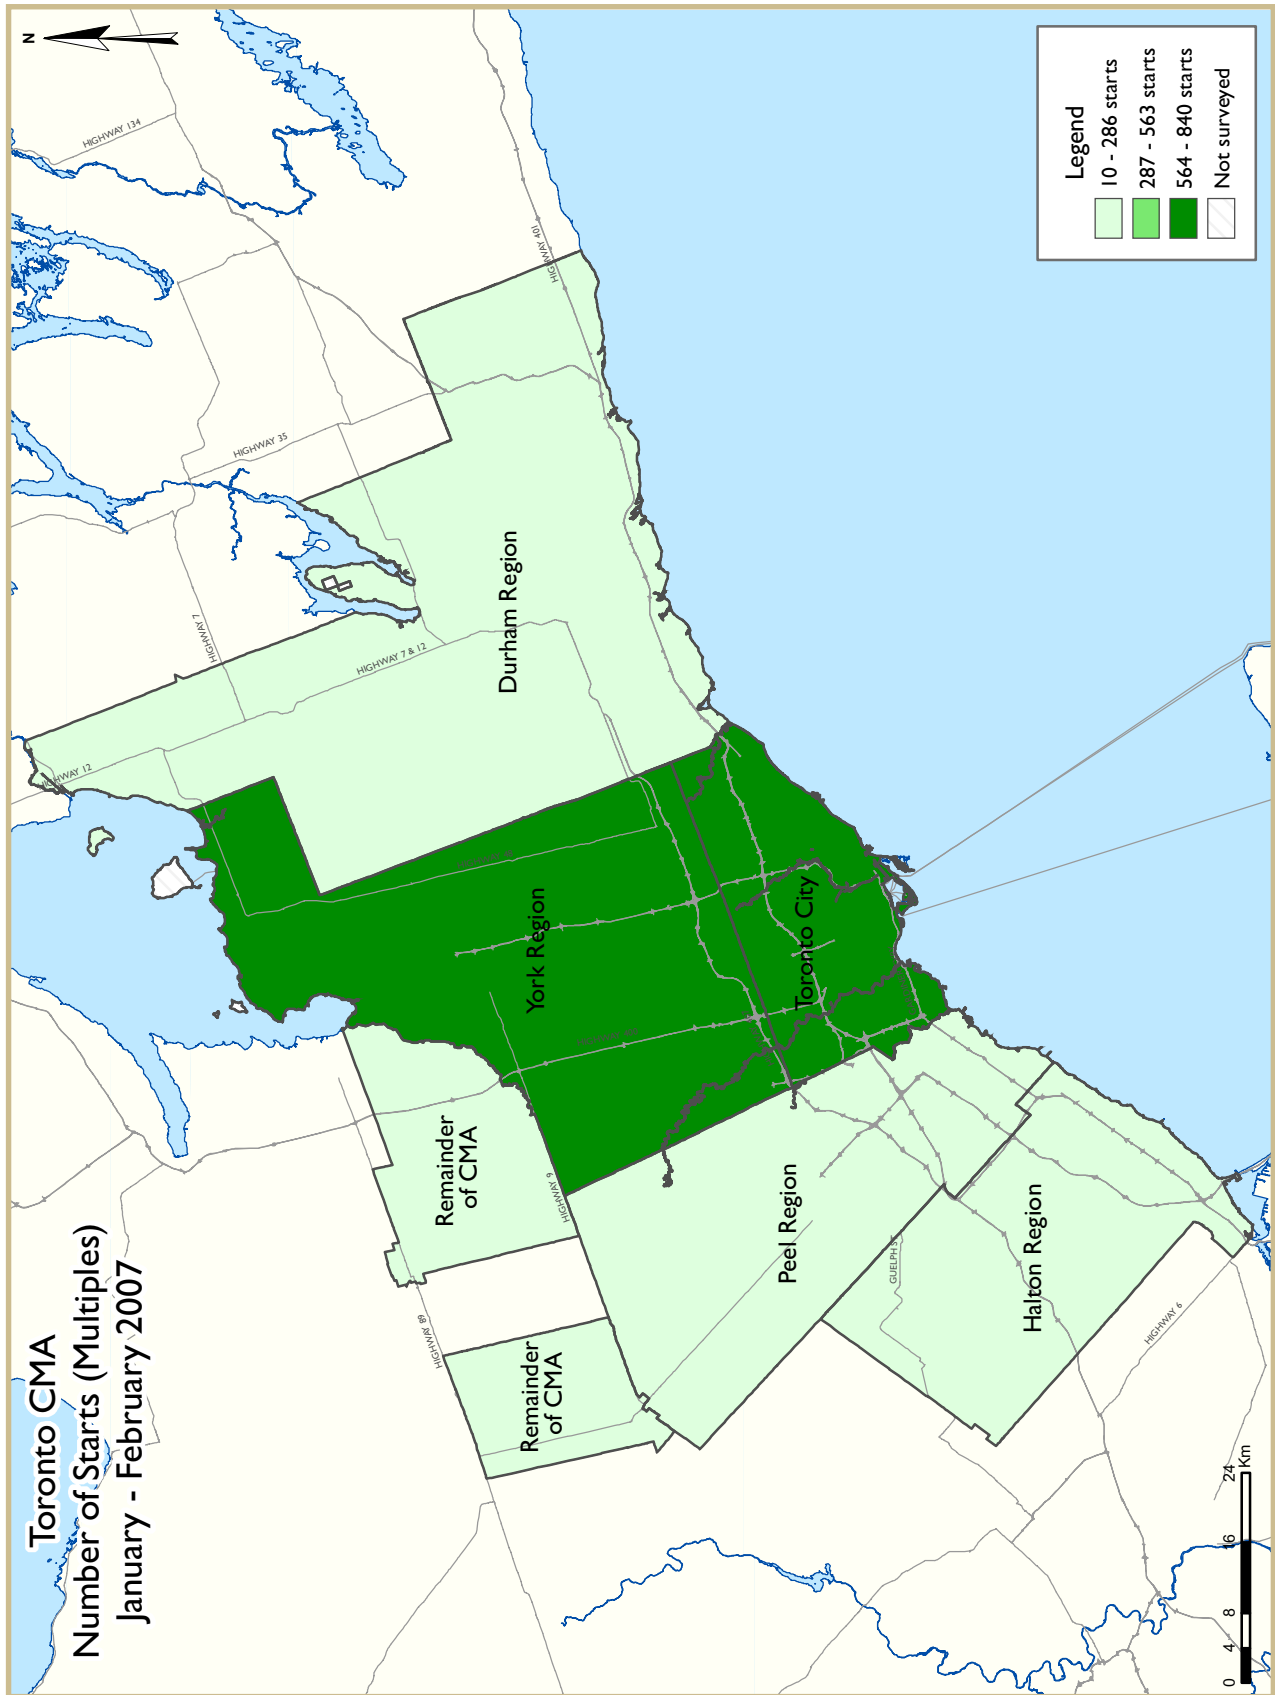 Toronto CMA
Number of Starts (Multiples)
January - February 2007
N
HIGHWAY 134
HIGHWAY 35
HIGHWAY 7
HIGHWAY 7 & 12
HIGHWAY 12
HIGHWAY 401
HIGHWAY 89
HIGHWAY 9
HIGHWAY 6
GUELPH ST
Durham Region
York Region
Toronto City
Remainder
of CMA
Remainder
of CMA
Peel Region
Halton Region
Legend
10 - 286 starts
287 - 563 starts
564 - 840 starts
Not surveyed
0 4 8 16 24
Km